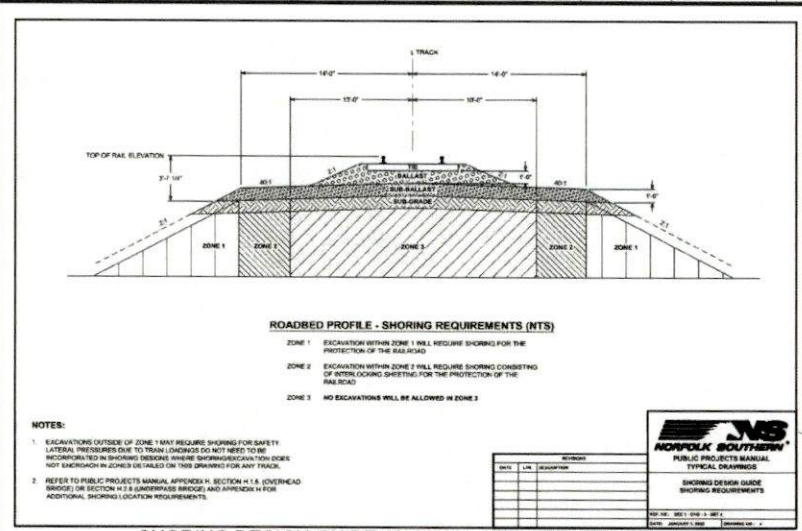 L TRACK
14'-0" 14'-0"
10'-0" 10'-0"
TOP OF RAIL ELEVATION
3'-7 1/4"
2:1 TIE 2:1
BALLAST 1'-0"
40:1 SUB-BALLAST 40:1
SUB-GRADE 1'-0"
2:1 2:1
ZONE 1 ZONE 2 ZONE 3 ZONE 2 ZONE 1
ROADBED PROFILE - SHORING REQUIREMENTS (NTS)
ZONE 1 EXCAVATION WITHIN ZONE 1 WILL REQUIRE SHORING FOR THE
PROTECTION OF THE RAILROAD
ZONE 2 EXCAVATION WITHIN ZONE 2 WILL REQUIRE SHORING CONSISTING
OF INTERLOCKING SHEETING FOR THE PROTECTION OF THE
RAILROAD
ZONE 3 NO EXCAVATIONS WILL BE ALLOWED IN ZONE 3
NOTES:
1. EXCAVATIONS OUTSIDE OF ZONE 1 MAY REQUIRE SHORING FOR SAFETY.
LATERAL PRESSURES DUE TO TRAIN LOADINGS DO NOT NEED TO BE
INCORPORATED IN SHORING DESIGNS WHERE SHORING/EXCAVATION DOES
NOT ENCROACH IN ZONES DETAILED ON THIS DRAWING FOR ANY TRACK.
2. REFER TO PUBLIC PROJECTS MANUAL APPENDIX H, SECTION H.1.6. (OVERHEAD
BRIDGE) OR SECTION H.2.6 (UNDERPASS BRIDGE) AND APPENDIX H FOR
ADDITIONAL SHORING LOCATION REQUIREMENTS.
REVISIONS
DATE DESCRIPTION
NS
NORFOLK SOUTHERN
PUBLIC PROJECTS MANUAL
TYPICAL DRAWINGS
SHORING DESIGN GUIDE
SHORING REQUIREMENTS
DATE: JANUARY 1, DRAWING NO.: